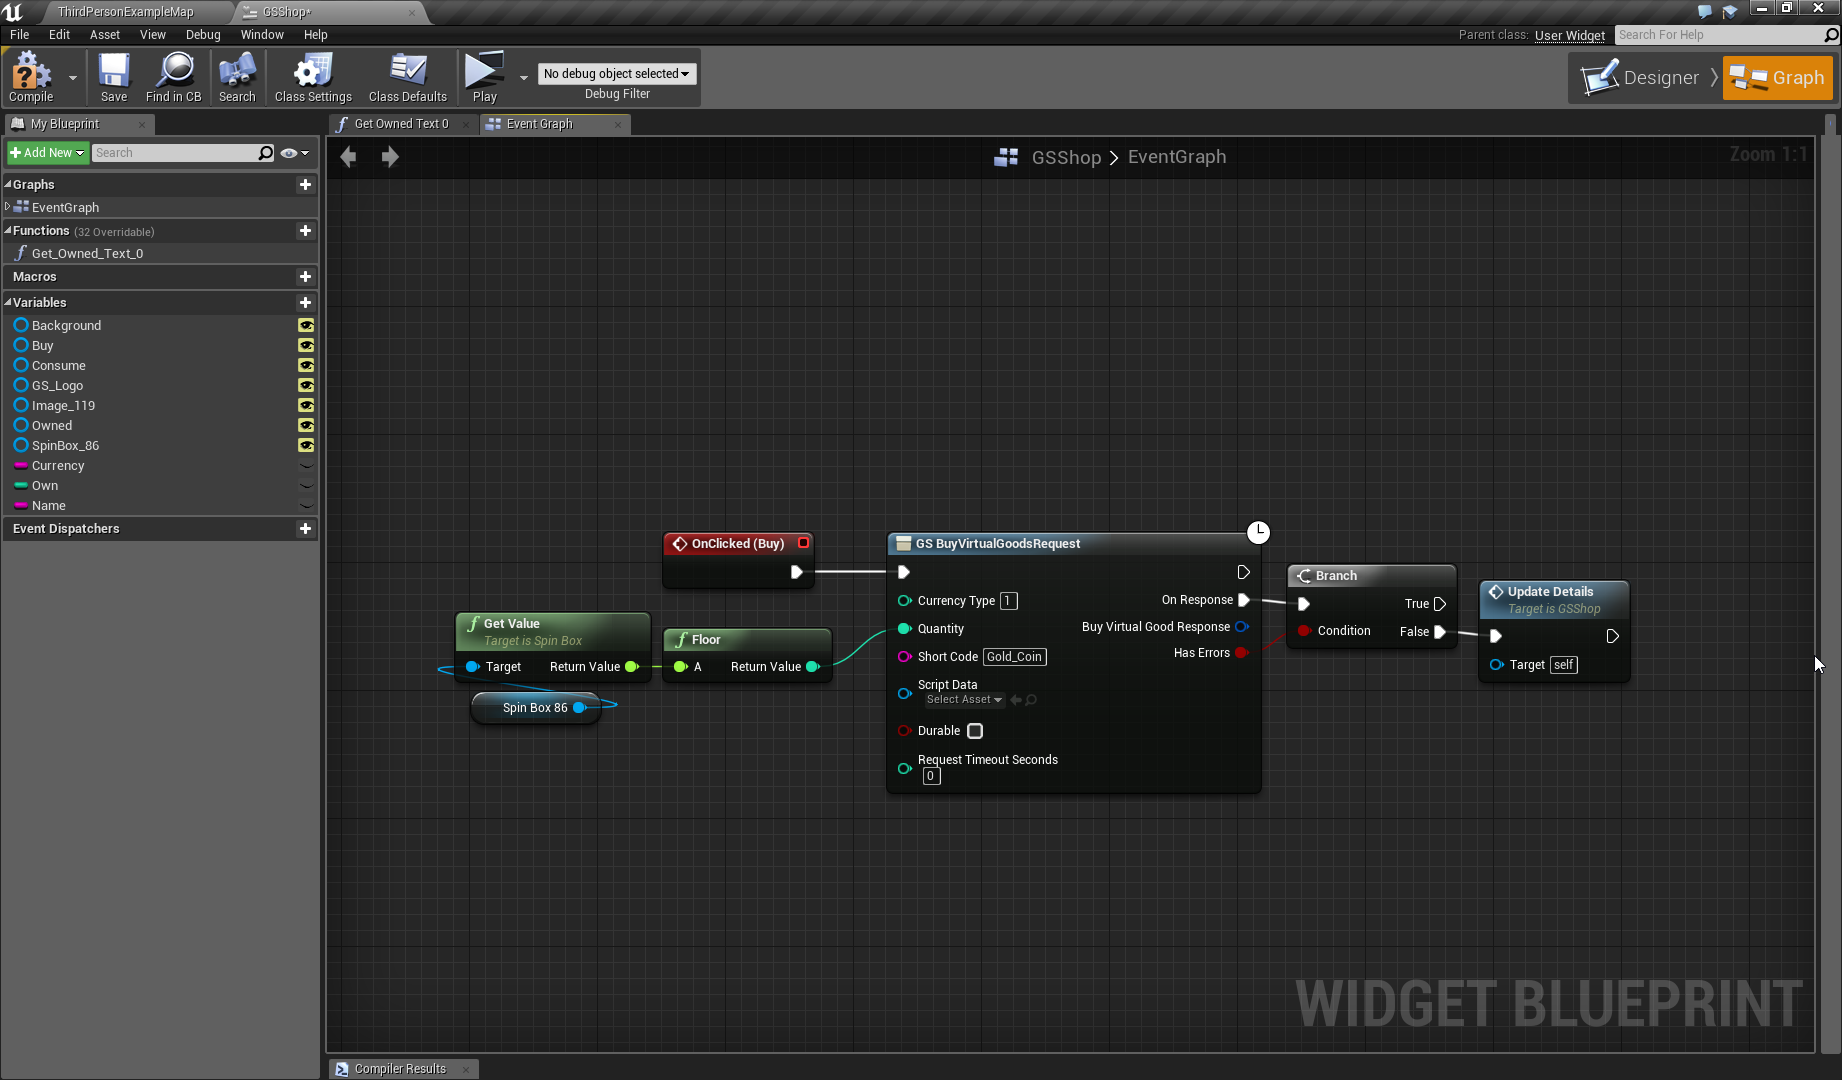 ThirdPersonExampleMap
GSShop*
File Edit Asset View Debug Window Help
Parent class: User Widget
Search For Help
Compile
Save
Find in CB
Search
Class Settings
Class Defaults
Play
No debug object selected
Debug Filter
Designer
Graph
My Blueprint
Get Owned Text 0
Event Graph
Add New
Search
GSShop > EventGraph
Zoom 1:1
Graphs
EventGraph
Functions (32 Overridable)
Get_Owned_Text_0
Macros
Variables
Background
Buy
Consume
GS_Logo
Image_119
Owned
SpinBox_86
Currency
Own
Name
Event Dispatchers
OnClicked (Buy)
Get Value
Target is Spin Box
Target
Return Value
Spin Box 86
Floor
A
Return Value
GS BuyVirtualGoodsRequest
Currency Type 1
On Response
Quantity
Buy Virtual Good Response
Short Code Gold_Coin
Has Errors
Script Data
Select Asset
Durable
Request Timeout Seconds
0
Branch
True
Condition
False
Update Details
Target is GSShop
Target self
WIDGET BLUEPRINT
Compiler Results